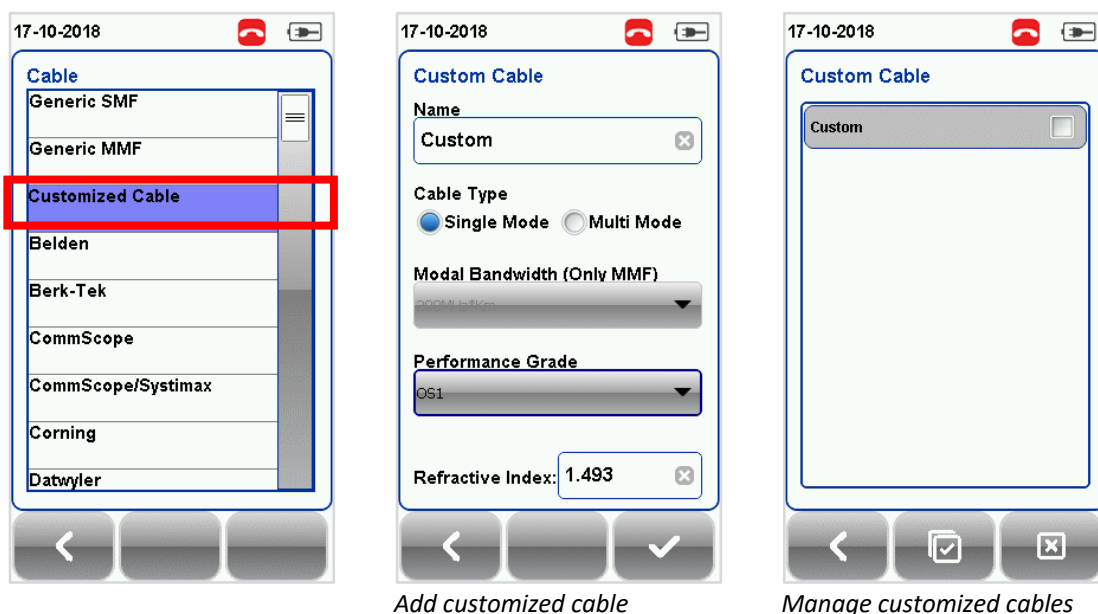 17-10-2018
Cable
Generic SMF
Generic MMF
Customized Cable
Belden
Berk-Tek
CommScope
CommScope/Systimax
Corning
Datwyler
17-10-2018
Custom Cable
Name
Custom
Cable Type
Single Mode Multi Mode
Modal Bandwidth (Only MMF)
Performance Grade
OS1
Refractive Index: 1.493
Add customized cable
17-10-2018
Custom Cable
Custom
Manage customized cables